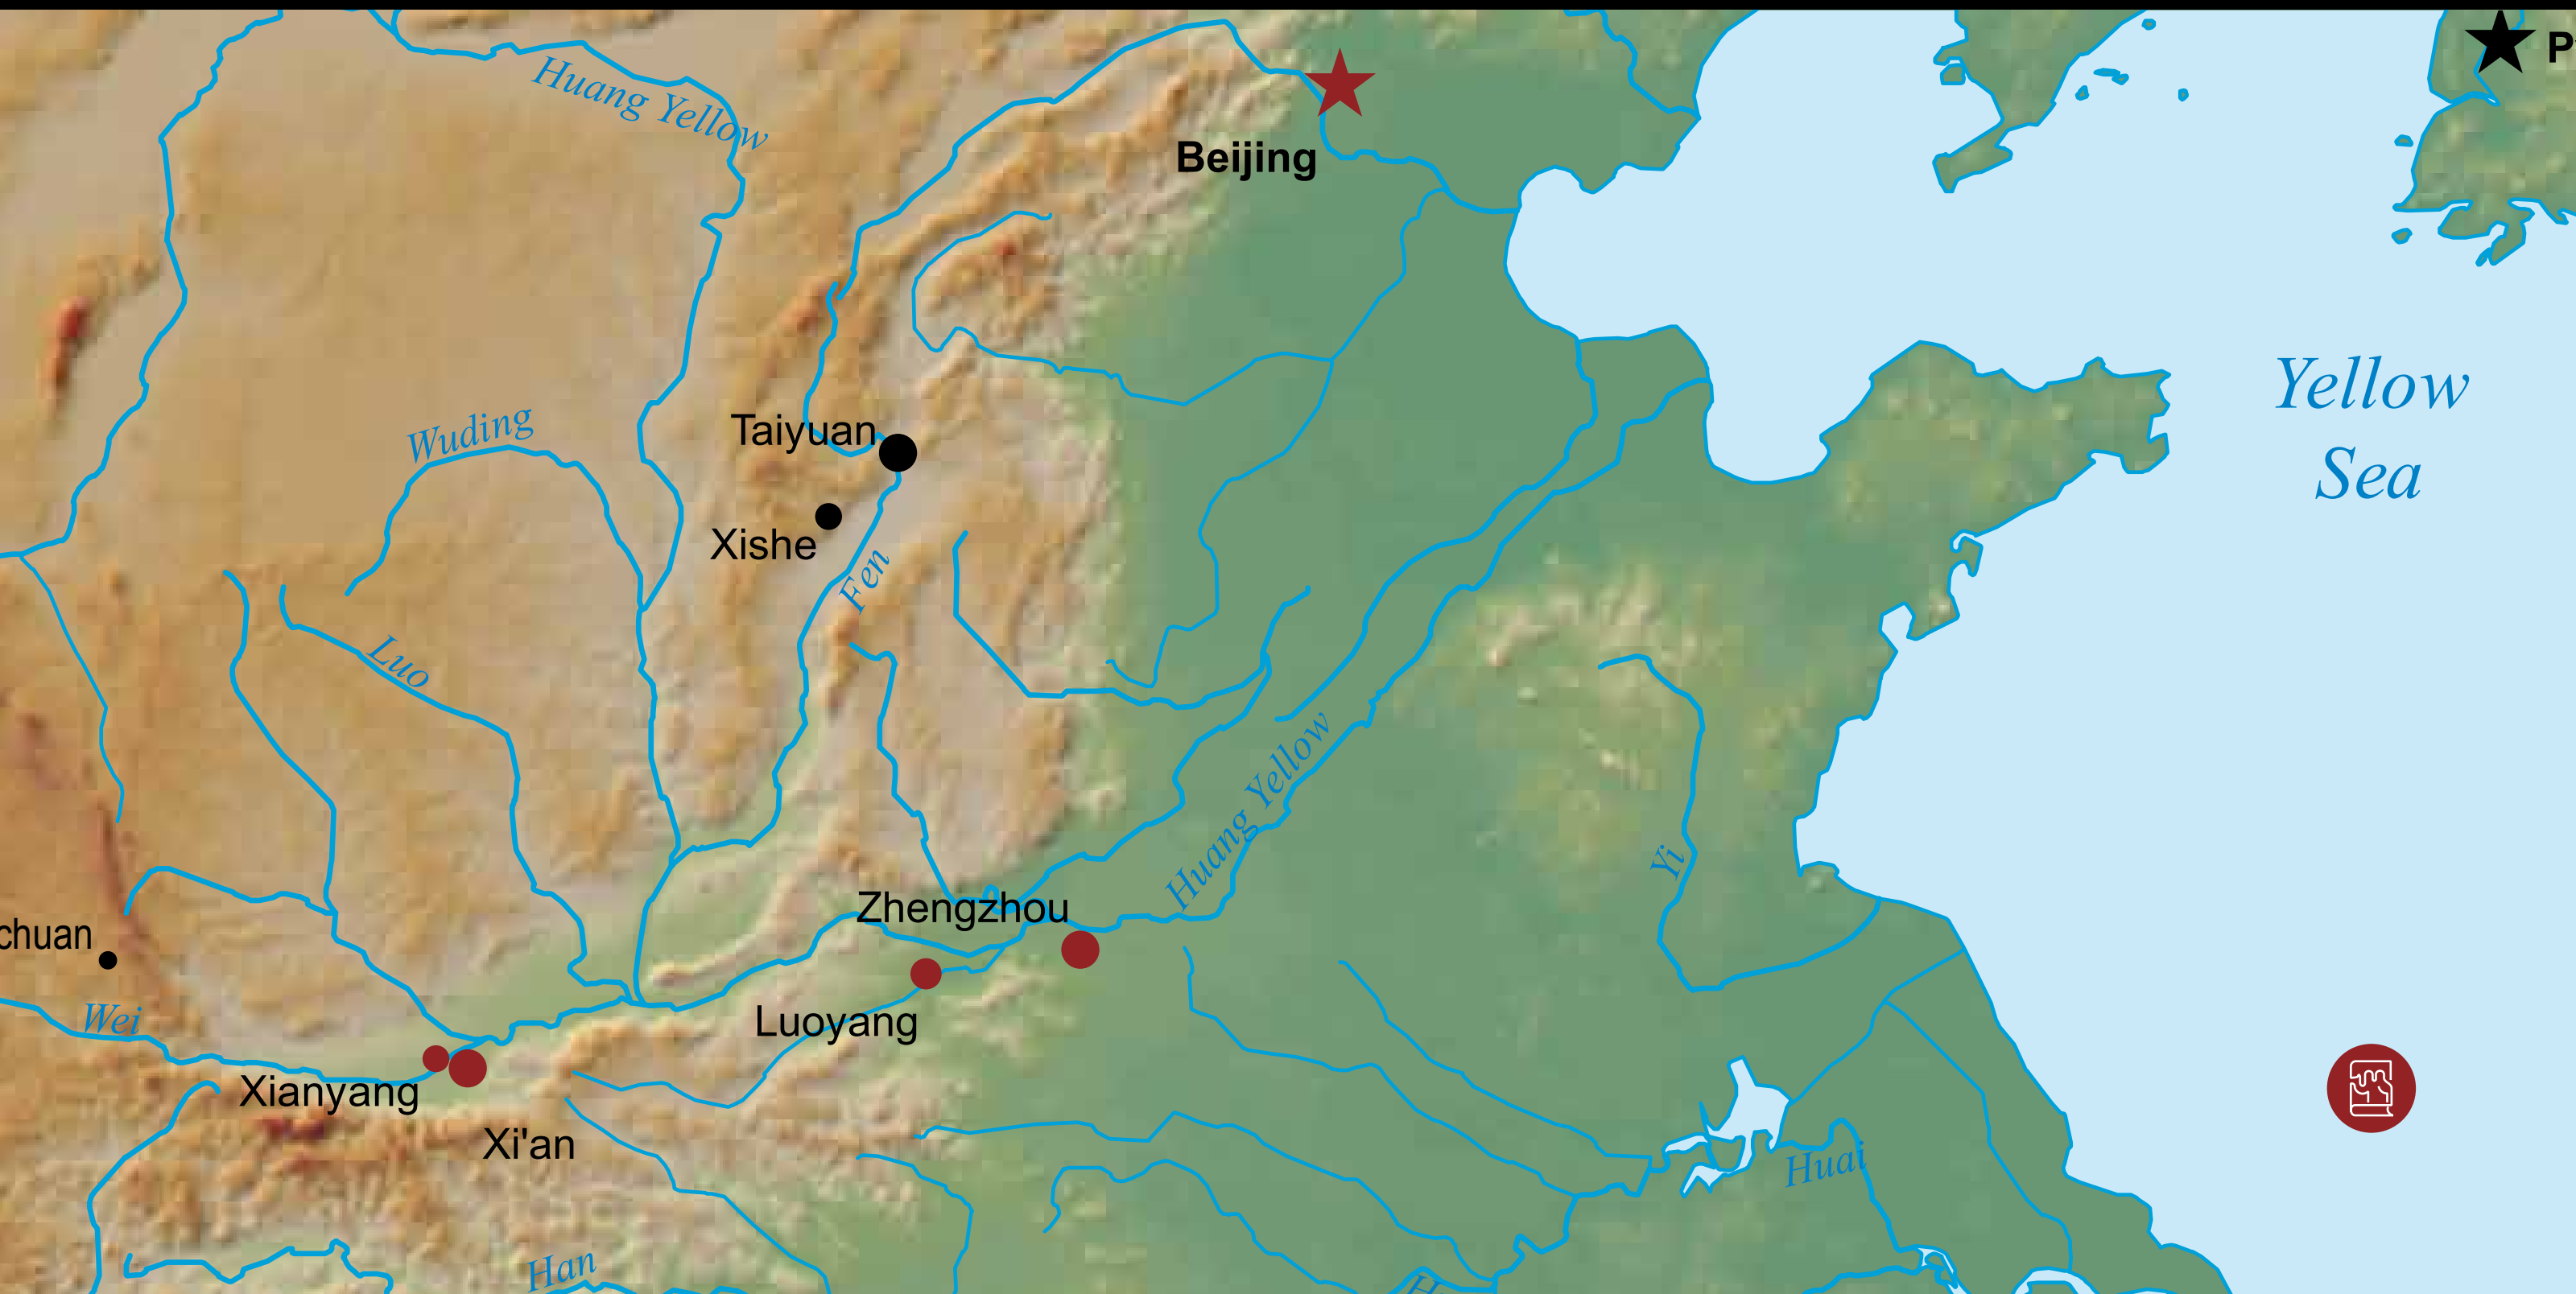 P
Huang Yellow
Beijing
Yellow
Sea
Taiyuan
Wuding
Xishe
Fen
Luo
Huang Yellow
Yi
Zhengzhou
chuan
Luoyang
Wei
Xianyang
Xi'an
Huai
Han
H